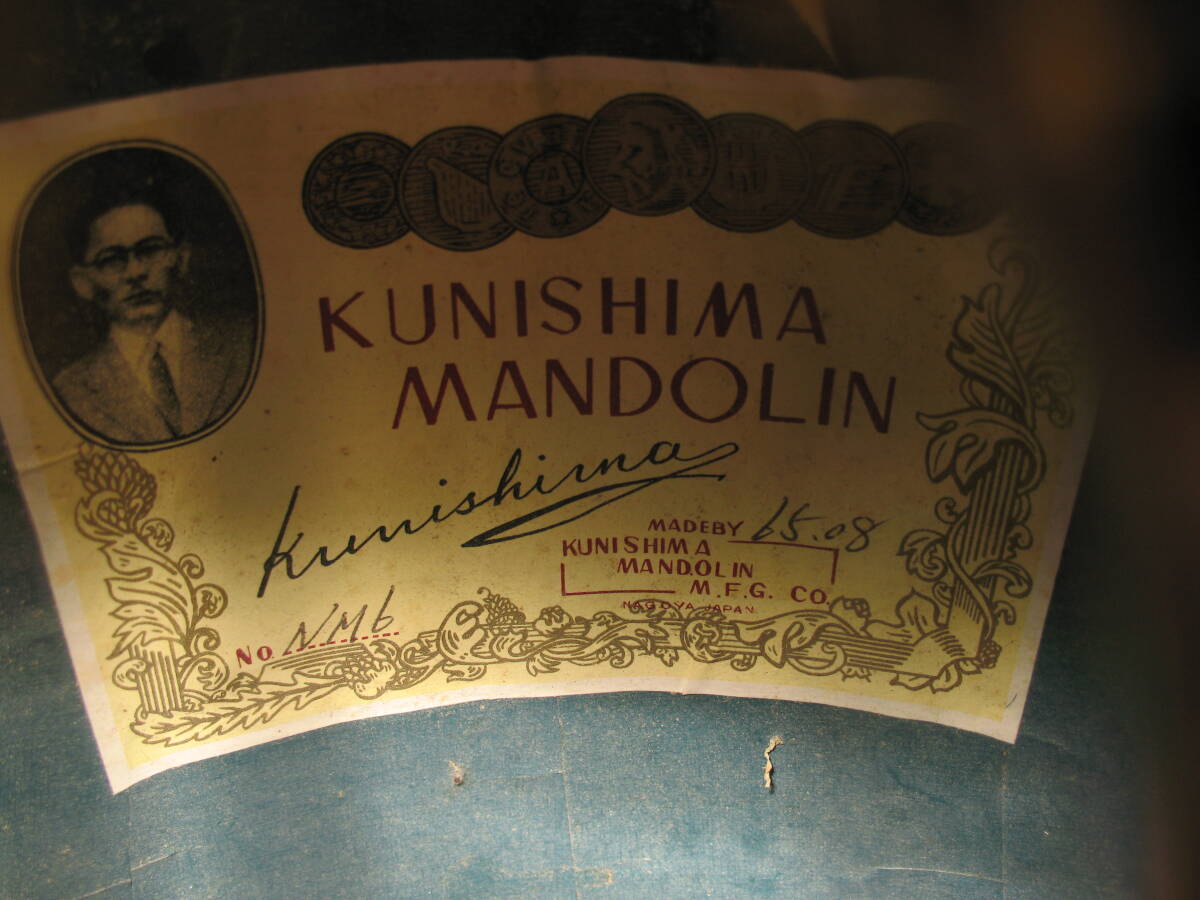 KUNISHIMA
MANDOLIN
Kunishima
MADEBY 65.08
KUNISHIMA
MANDOLIN
M.F.G. CO.
NAGOYA JAPAN
No. NM6